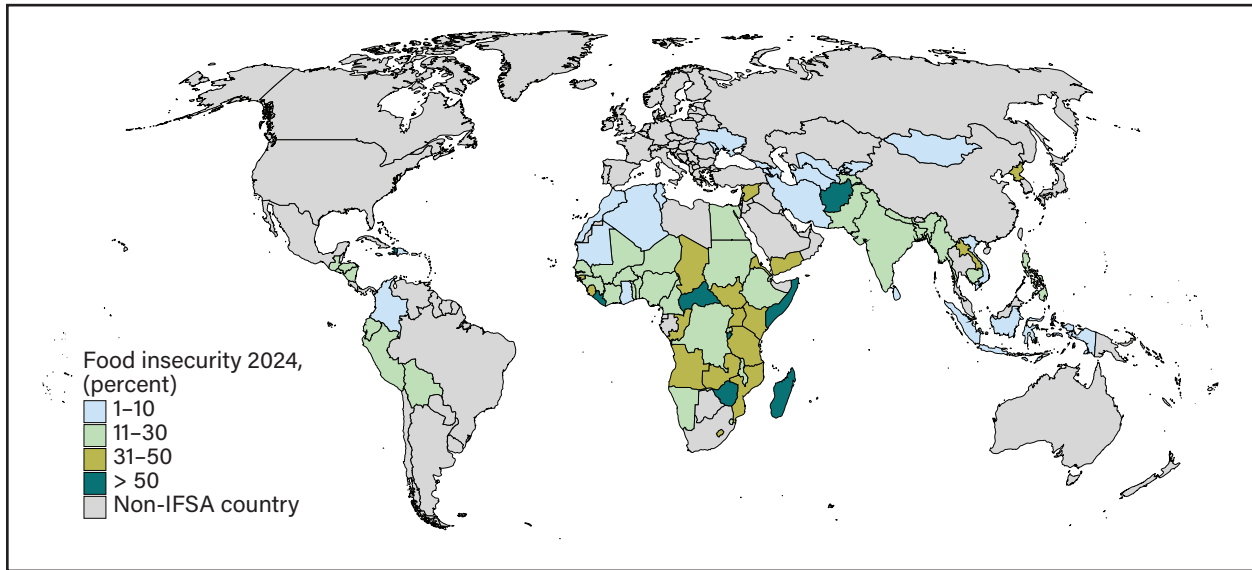 Food insecurity 2024,
(percent)
1–10
11–30
31–50
> 50
Non-IFSA country